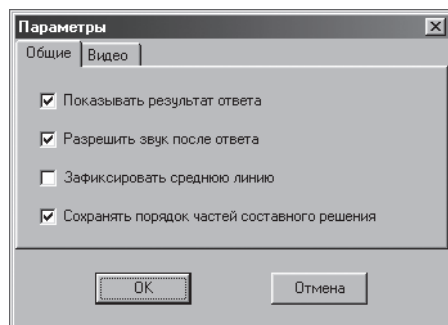 Параметры
Общие Видео
Показывать результат ответа
Разрешить звук после ответа
Зафиксировать среднюю линию
Сохранять порядок частей составного решения
OK Отмена